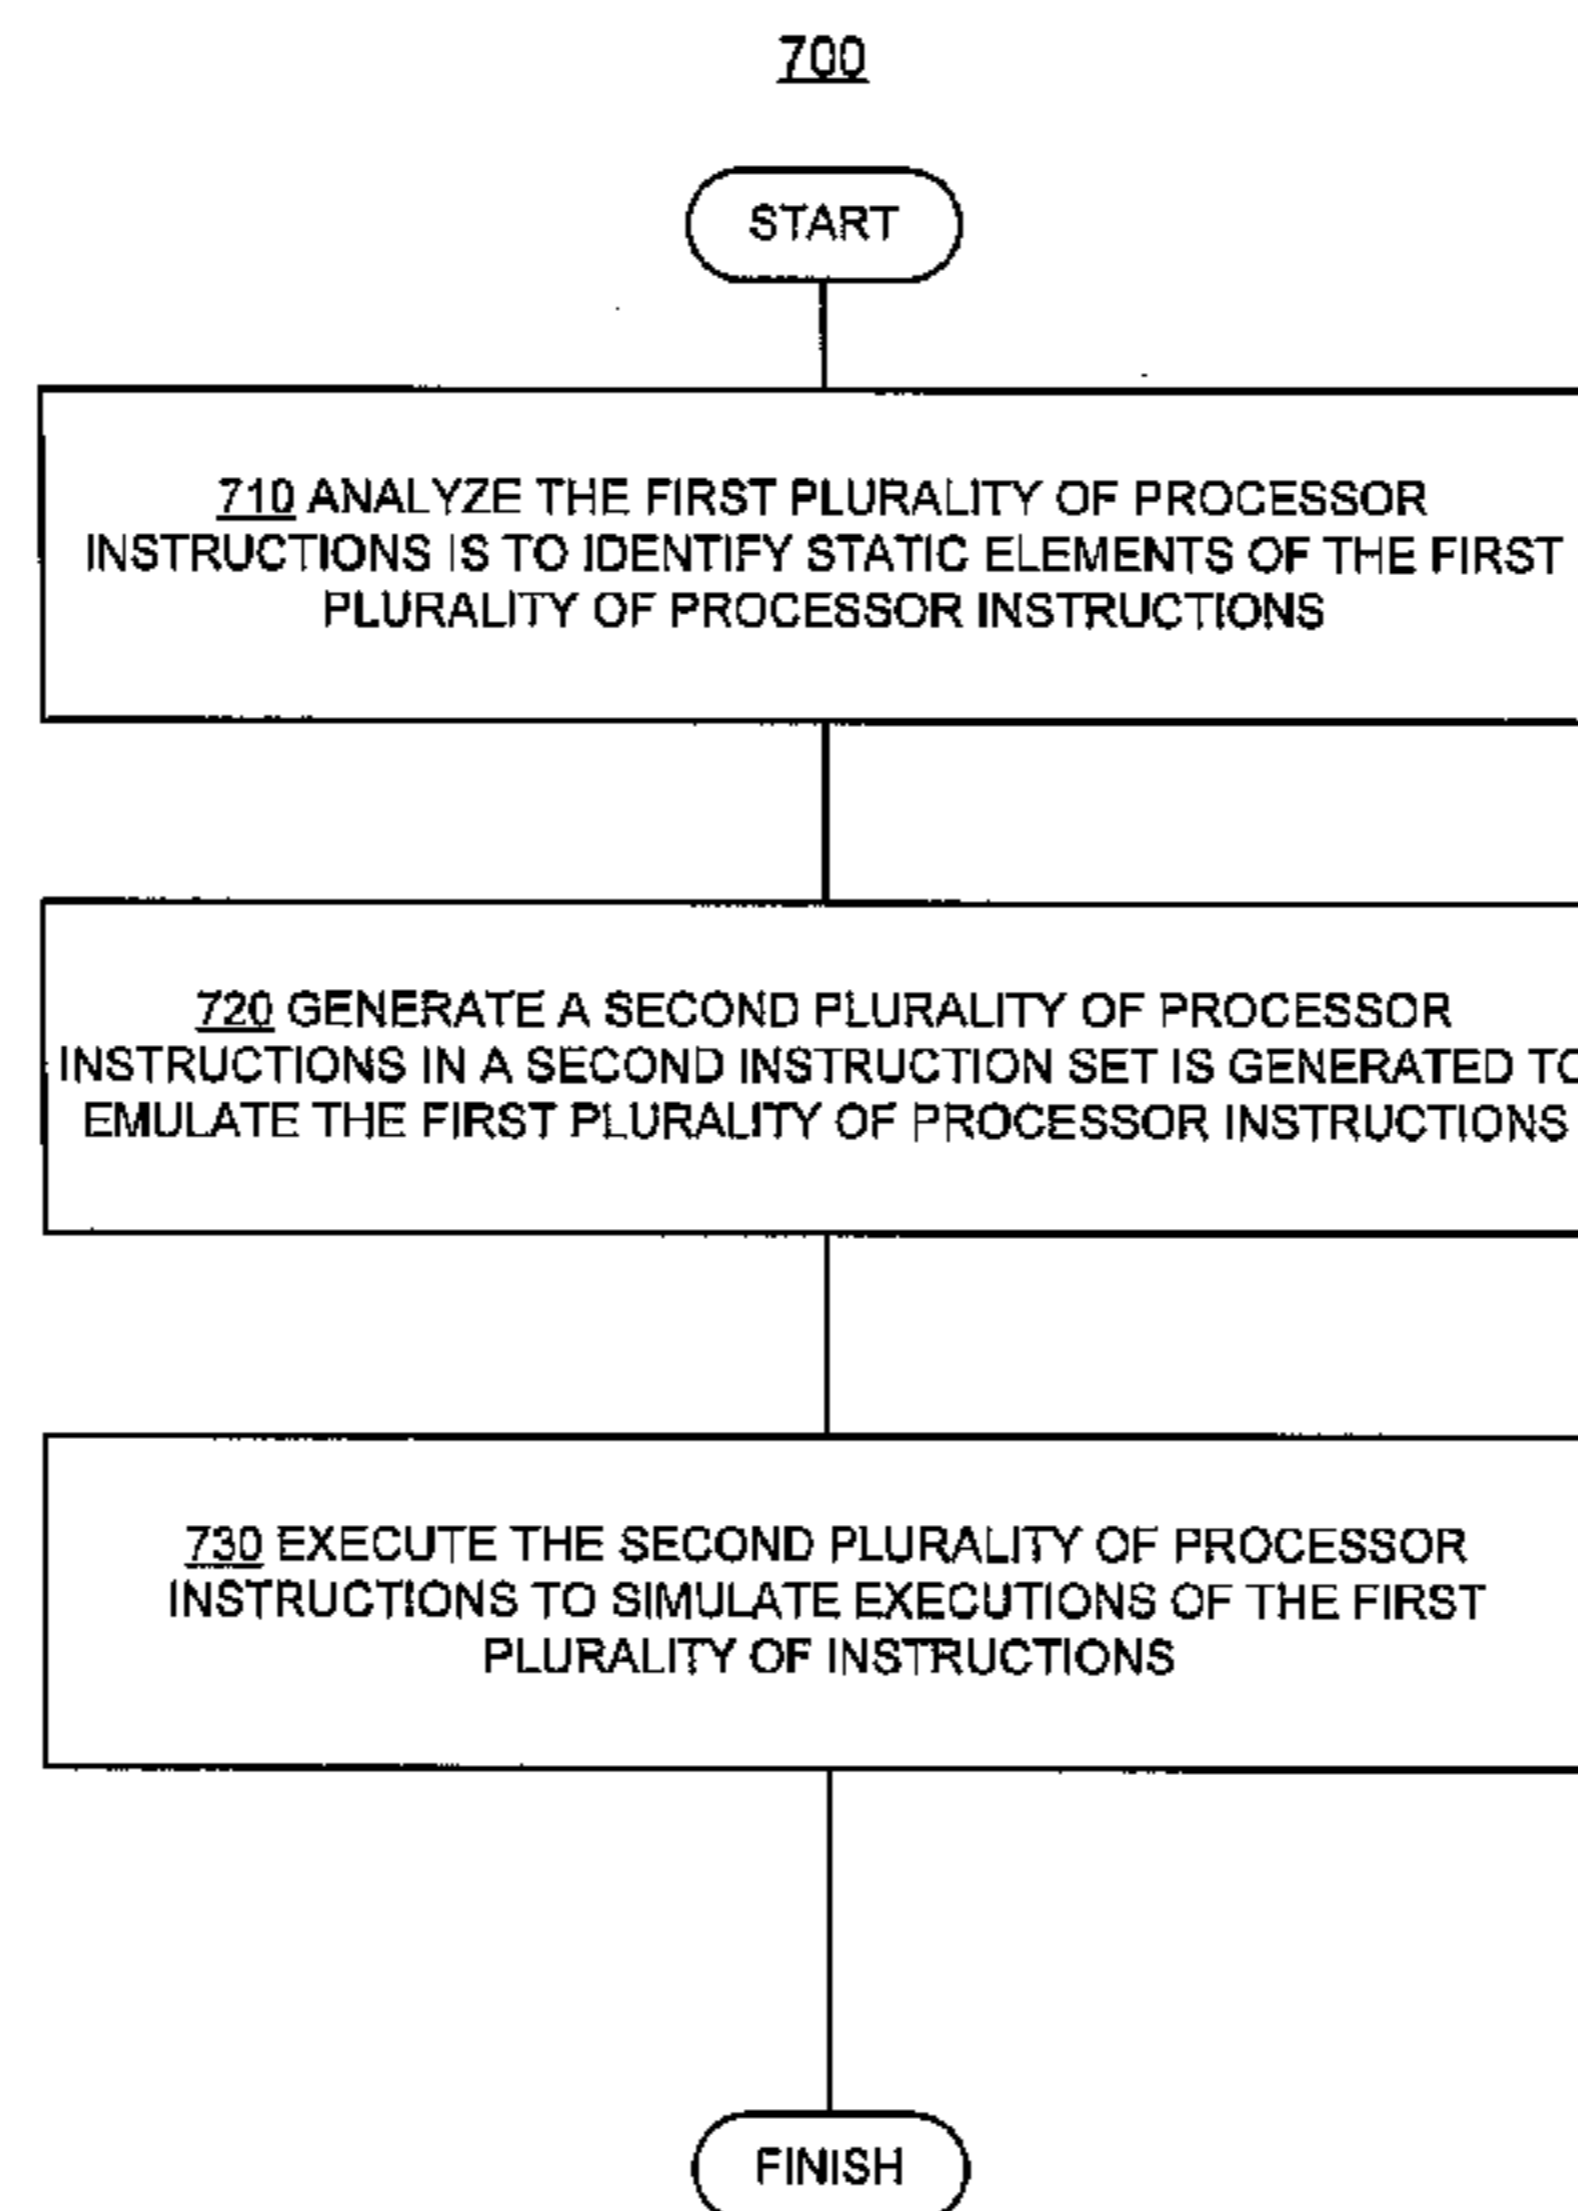 700
START
710 ANALYZE THE FIRST PLURALITY OF PROCESSOR
INSTRUCTIONS IS TO IDENTIFY STATIC ELEMENTS OF THE FIRST
PLURALITY OF PROCESSOR INSTRUCTIONS
720 GENERATE A SECOND PLURALITY OF PROCESSOR
INSTRUCTIONS IN A SECOND INSTRUCTION SET IS GENERATED TO
EMULATE THE FIRST PLURALITY OF PROCESSOR INSTRUCTIONS
730 EXECUTE THE SECOND PLURALITY OF PROCESSOR
INSTRUCTIONS TO SIMULATE EXECUTIONS OF THE FIRST
PLURALITY OF INSTRUCTIONS
FINISH